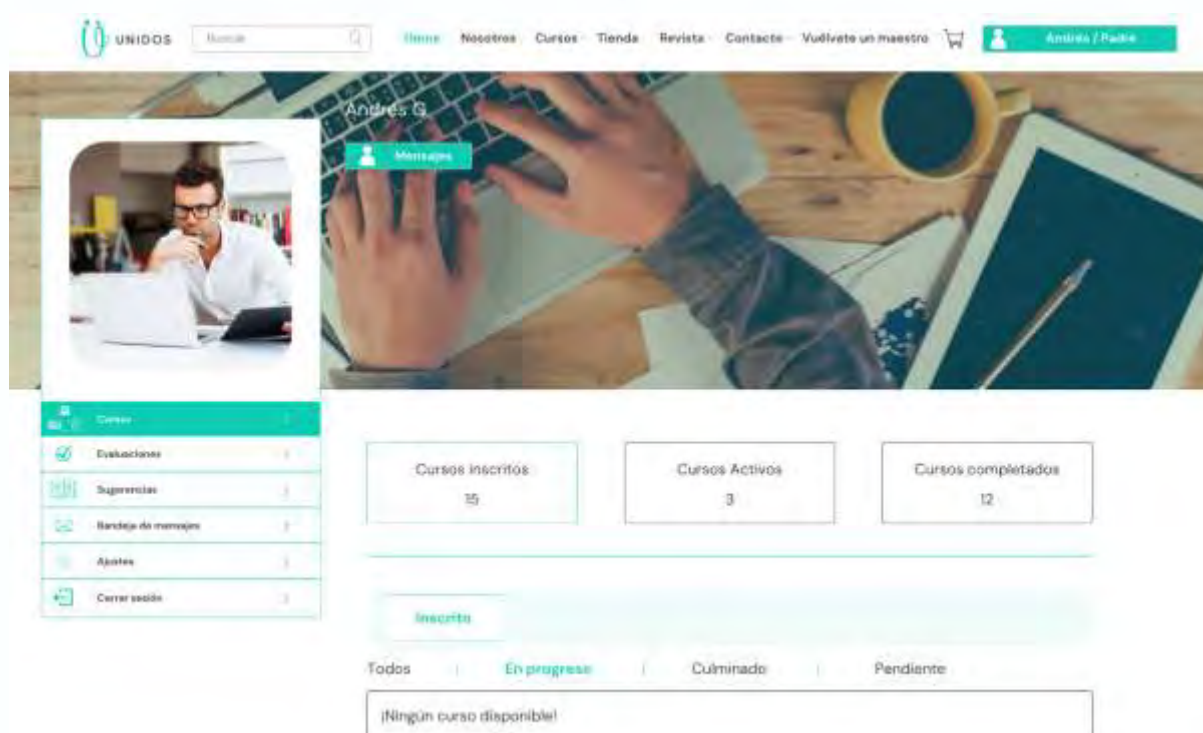 UNIDOS Buscar Home Nosotros Cursos Tienda Revista Contacto Vuélvete un maestro Andrés / Padre
Andrés G.
Mensajes
Cursos
Evaluaciones
Sugerencias
Bandeja de mensajes
Ajustes
Cerrar sesión
Cursos inscritos Cursos Activos Cursos completados
15 3 12
Inscrito
Todos En progreso Culminado Pendiente
¡Ningún curso disponible!